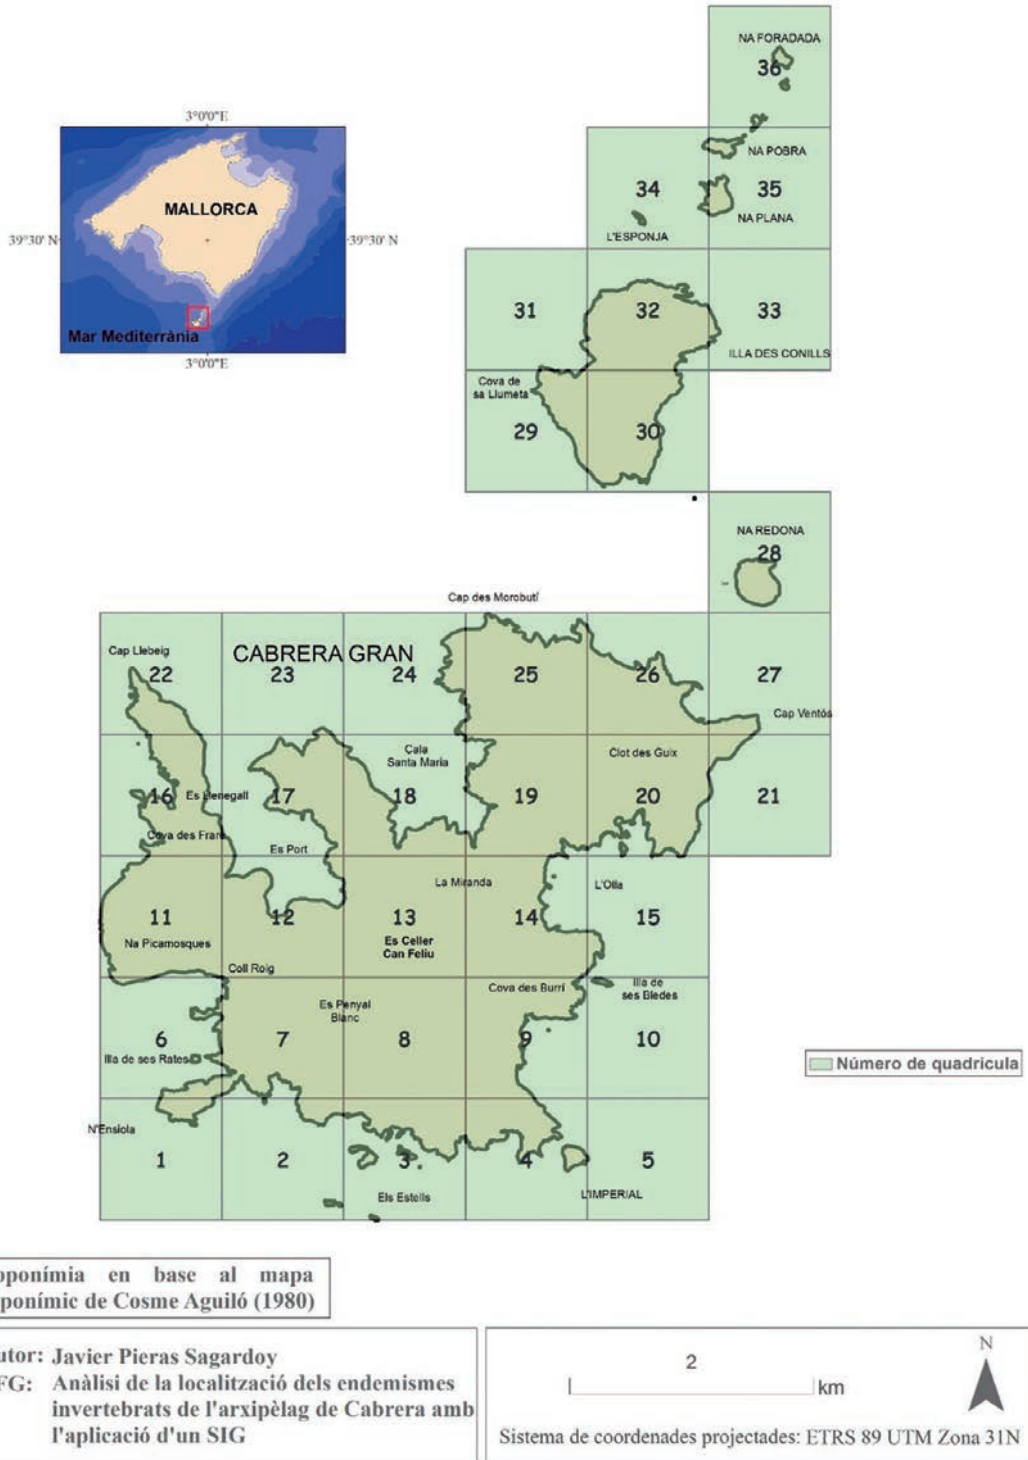 NA FORADADA
36
3°0'0"E
NA POBRA
34
35
MALLORCA
NA PLANA
39°30' N
39°30' N
L'ESPONJA
31
32
33
Mar Mediterrània
ILLA DES CONILLS
3°0'0"E
Cova de
sa Llumeta
29
30
NA REDONA
28
Cap des Morobutí
Cap Llebeig
CABRERA GRAN
22
23
24
25
26
27
Cap Ventós
Cala
Santa Maria
Clot des Guix
16
Es Llenegall
17
18
19
20
21
Cova des Frare
Es Port
La Miranda
L'Olla
11
12
13
14
15
Na Picamosques
Es Celler
Can Feliu
Coll Roig
Cova des Burrí
Illa de
ses Bledes
Es Penyal
Blanc
6
7
8
9
10
Illa de ses Rates
Número de quadrícula
N'Ensiola
1
2
3
4
5
Els Estells
L'IMPERIAL
oponímia en base al mapa
ponímic de Cosme Aguiló (1980)
utor: Javier Pieras Sagardoy
FG: Anàlisi de la localització dels endemismes
invertebrats de l'arxipèlag de Cabrera amb
l'aplicació d'un SIG
2
km
N
Sistema de coordenades projectades: ETRS 89 UTM Zona 31N